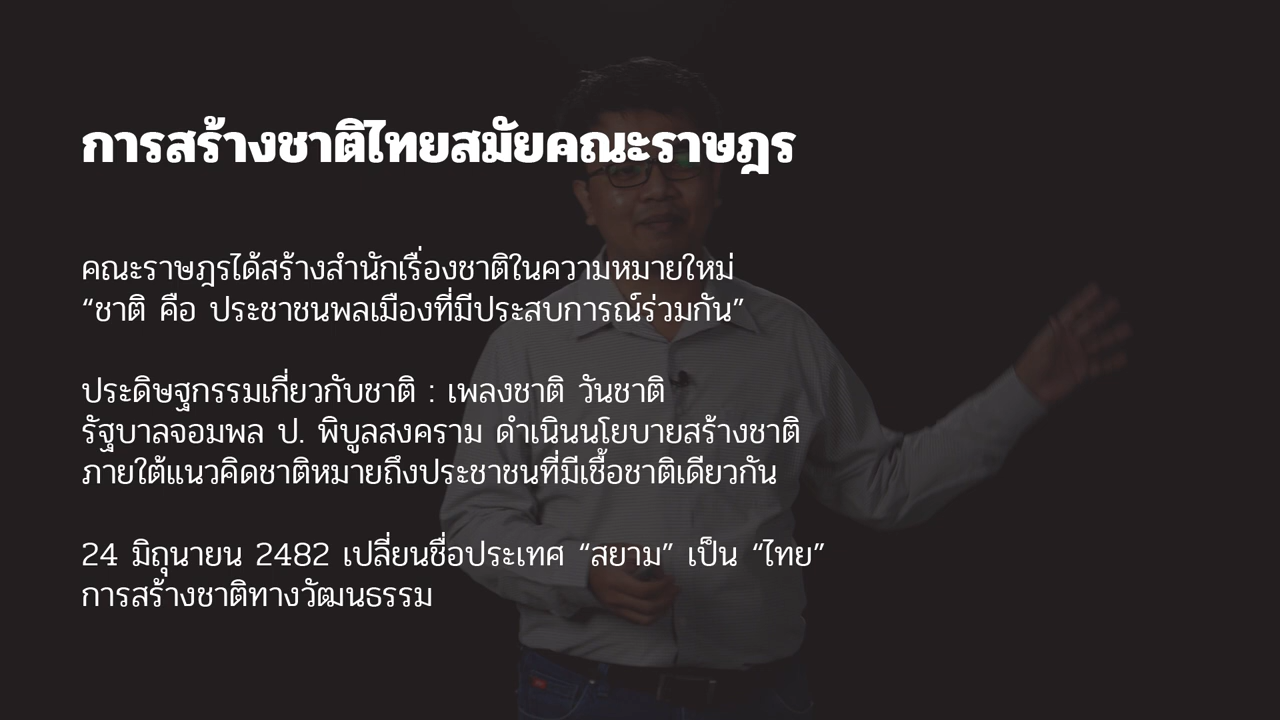 การสร้างชาติไทยสมัยคณะราษฎร
คณะราษฎรได้สร้างสำนักเรื่องชาติในความหมายใหม่
“ชาติ คือ ประชาชนพลเมืองที่มีประสบการณ์ร่วมกัน”
ประดิษฐกรรมเกี่ยวกับชาติ : เพลงชาติ วันชาติ
รัฐบาลจอมพล ป. พิบูลสงคราม ดำเนินนโยบายสร้างชาติ
ภายใต้แนวคิดชาติหมายถึงประชาชนที่มีเชื้อชาติเดียวกัน
24 มิถุนายน 2482 เปลี่ยนชื่อประเทศ “สยาม” เป็น “ไทย”
การสร้างชาติทางวัฒนธรรม